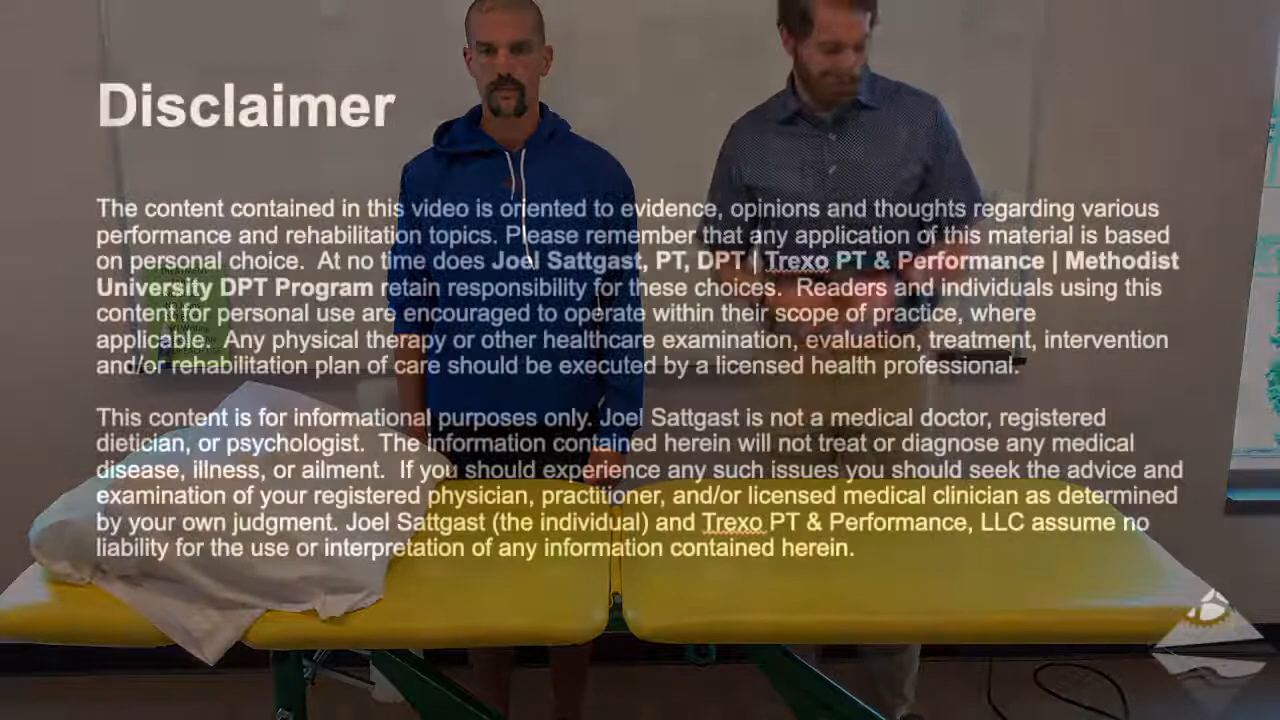 Disclaimer
The content contained in this video is oriented to evidence, opinions and thoughts regarding various
performance and rehabilitation topics. Please remember that any application of this material is based
on personal choice. At no time does Joel Sattgast, PT, DPT | Trexo PT & Performance | Methodist
University DPT Program retain responsibility for these choices. Readers and individuals using this
content for personal use are encouraged to operate within their scope of practice, where
applicable. Any physical therapy or other healthcare examination, evaluation, treatment, intervention
and/or rehabilitation plan of care should be executed by a licensed health professional.
This content is for informational purposes only. Joel Sattgast is not a medical doctor, registered
dietician, or psychologist. The information contained herein will not treat or diagnose any medical
disease, illness, or ailment. If you should experience any such issues you should seek the advice and
examination of your registered physician, practitioner, and/or licensed medical clinician as determined
by your own judgment. Joel Sattgast (the individual) and Trexo PT & Performance, LLC assume no
liability for the use or interpretation of any information contained herein.